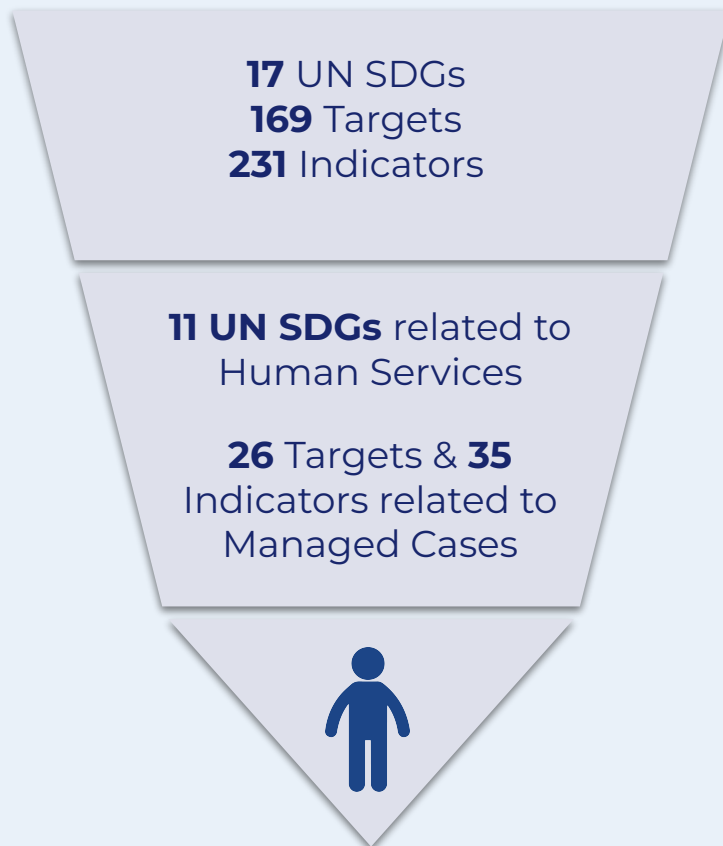 17 UN SDGs
169 Targets
231 Indicators
11 UN SDGs related to
Human Services
26 Targets & 35
Indicators related to
Managed Cases